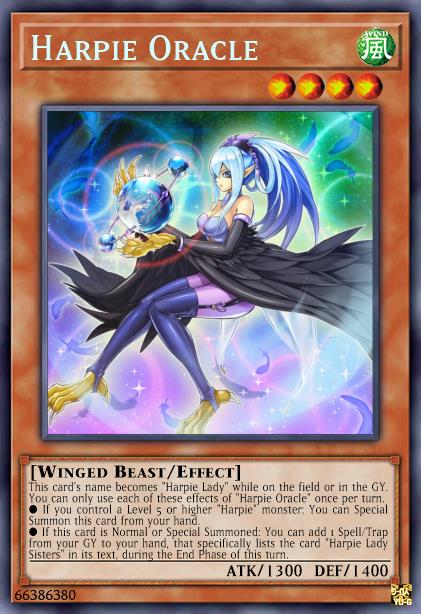 HARPIE ORACLE
WIND
風
[WINGED BEAST/EFFECT]
This card's name becomes "Harpie Lady" while on the field or in the GY.
You can only use each of these effects of "Harpie Oracle" once per turn.
● If you control a Level 5 or higher "Harpie" monster: You can Special
Summon this card from your hand.
● If this card is Normal or Special Summoned: You can add 1 Spell/Trap
from your GY to your hand, that specifically lists the card "Harpie Lady
Sisters" in its text, during the End Phase of this turn.
ATK/1300 DEF/1400
66386380